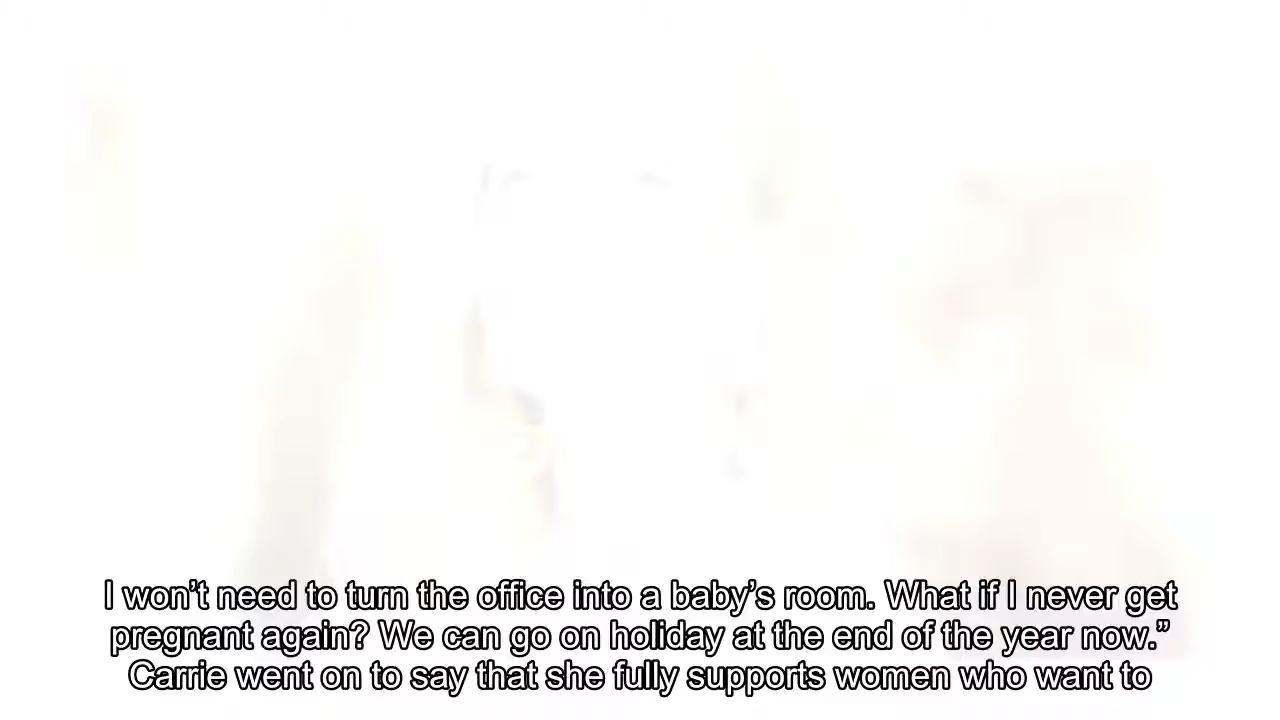 I won’t need to turn the office into a baby’s room. What if I never get
pregnant again? We can go on holiday at the end of the year now.”
Carrie went on to say that she fully supports women who want to